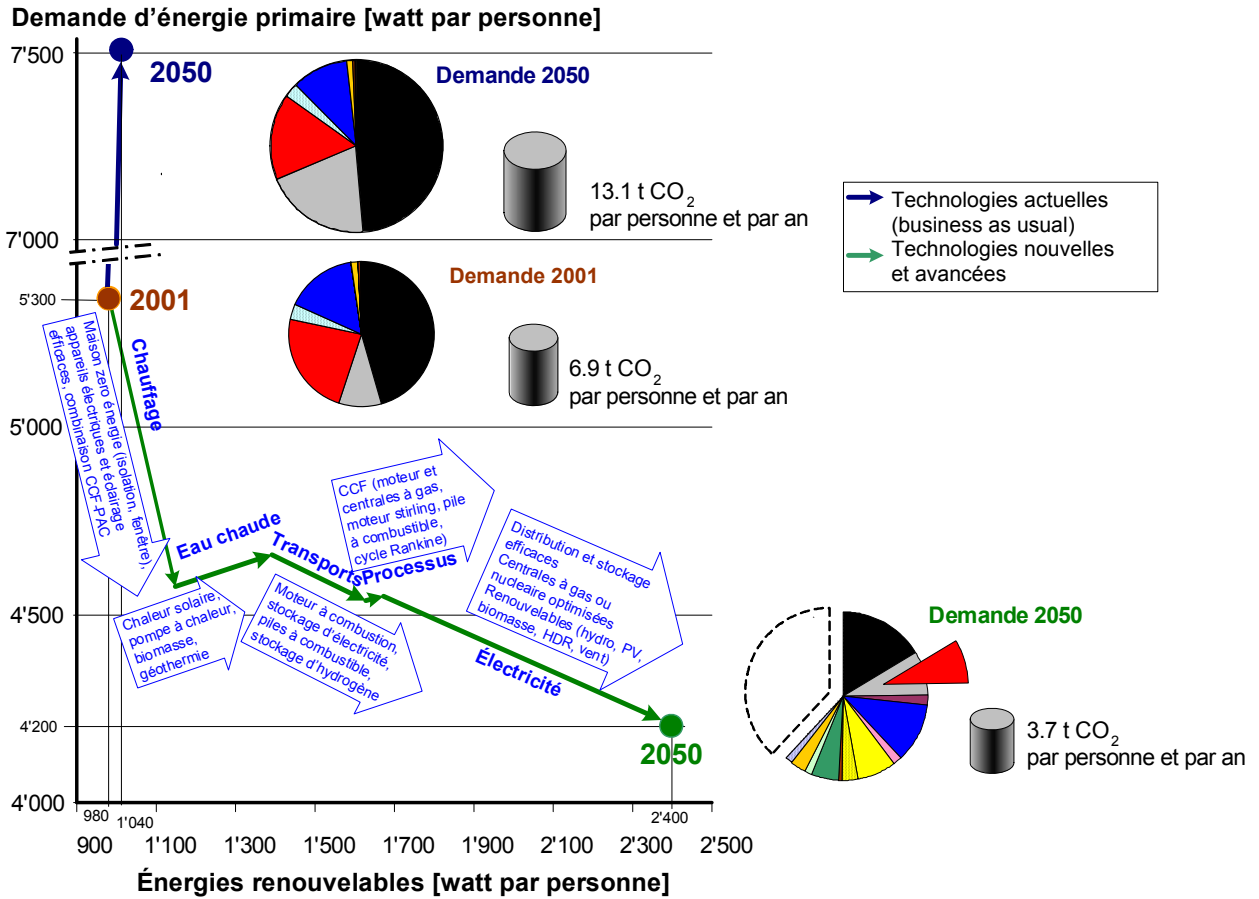 Demande d'énergie primaire [watt par personne]
7'500
2050
Demande 2050
13.1 t CO2
par personne et par an
Technologies actuelles
(business as usual)
Technologies nouvelles
et avancées
7'000
5'300
2001
Demande 2001
6.9 t CO2
par personne et par an
Maison zero énergie (isolation, fenêtre),
appareils électriques et éclairage
efficaces, combinaison CCF-PAC
Chauffage
5'000
CCF (moteur et
centrales à gas,
moteur stirling, pile
à combustible,
cycle Rankine)
Eau chaude
Transports
Processus
Distribution et stockage
efficaces
Centrales à gas ou
nucleaire optimisées
Renouvelables (hydro, PV,
biomasse, HDR, vent)
4'500
Chaleur solaire,
pompe à chaleur,
biomasse,
géothermie
Moteur à combustion,
stockage d'électricité,
piles à combustible,
stockage d'hydrogène
Électricité
Demande 2050
3.7 t CO2
par personne et par an
4'200
2050
4'000
980
1'040
2'400
900 1'100 1'300 1'500 1'700 1'900 2'100 2'300 2'500
Énergies renouvelables [watt par personne]